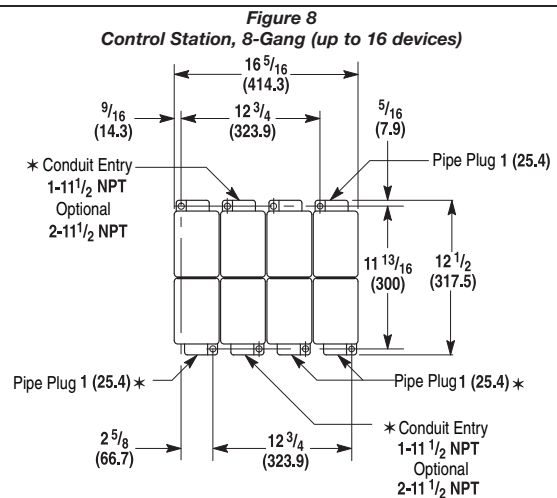 Figure 8
Control Station, 8-Gang (up to 16 devices)
16 5/16
(414.3)
9/16
(14.3)
12 3/4
(323.9)
5/16
(7.9)
∗ Conduit Entry
1-11 1/2 NPT
Optional
2-11 1/2 NPT
Pipe Plug 1 (25.4)
11 13/16
(300)
12 1/2
(317.5)
Pipe Plug 1 (25.4) ∗
Pipe Plug 1 (25.4) ∗
2 5/8
(66.7)
12 3/4
(323.9)
∗ Conduit Entry
1-11 1/2 NPT
Optional
2-11 1/2 NPT